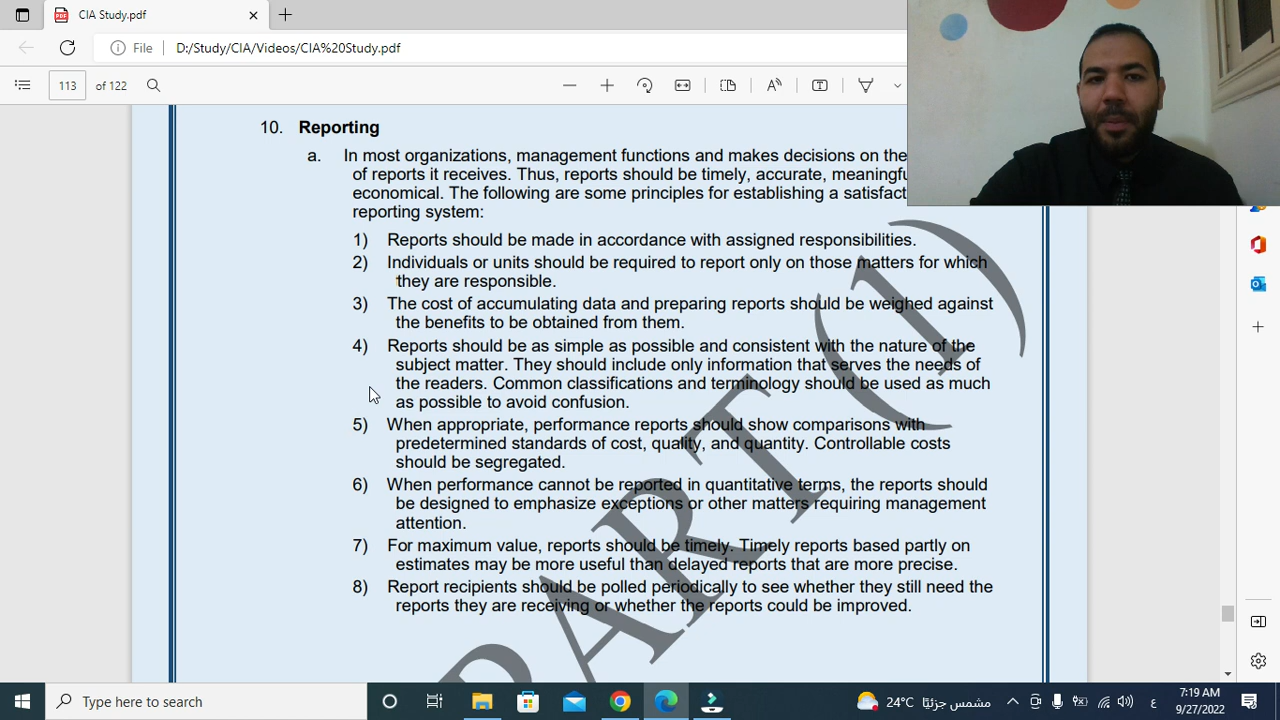 CIA Study.pdf
File
D:/Study/CIA/Videos/CIA%20Study.pdf
113 of 122
10. Reporting
a. In most organizations, management functions and makes decisions on the
of reports it receives. Thus, reports should be timely, accurate,
economical. The following are some principles for establishing a
reporting system:
1) Reports should be made in accordance with assigned responsibilities.
2) Individuals or units should be required to report only on those matters for which
they are responsible.
3) The cost of accumulating data and preparing reports should be weighed against
the benefits to be obtained from them.
4) Reports should be as simple as possible and consistent with the nature of the
subject matter. They should include only information that serves the needs of
the readers. Common classifications and terminology should be used as much
as possible to avoid confusion.
5) When appropriate, performance reports should show comparisons with
predetermined standards of cost, quality, and quantity. Controllable costs
should be segregated.
6) When performance cannot be reported in quantitative terms, the reports should
be designed to emphasize exceptions or other matters requiring management
attention.
7) For maximum value, reports should be timely. Timely reports based partly on
estimates may be more useful than delayed reports that are more precise.
8) Report recipients should be polled periodically to see whether they still need the
reports they are receiving or whether the reports could be improved.
PART (I)
Type here to search
24°C مشمس جزئيًا
ع
7:19 AM
9/27/2022